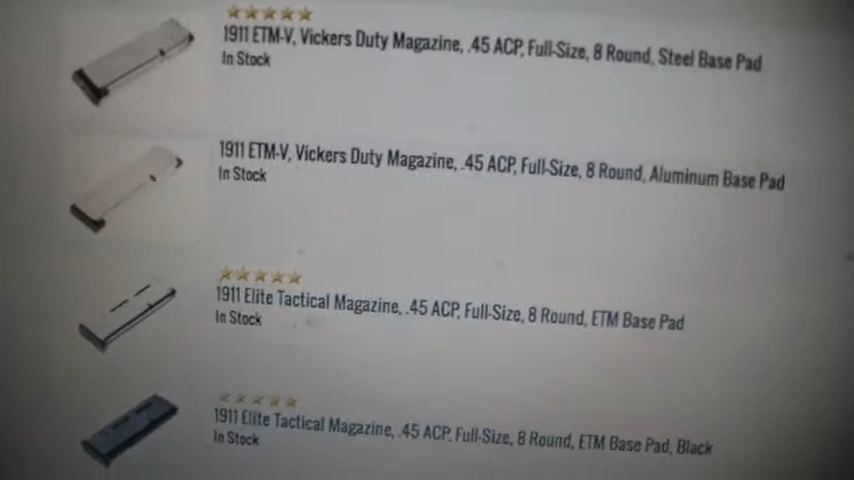 1911 ETM-V, Vickers Duty Magazine, .45 ACP, Full-Size, 8 Round, Steel Base Pad
In Stock
1911 ETM-V, Vickers Duty Magazine, .45 ACP, Full-Size, 8 Round, Aluminum Base Pad
In Stock
1911 Elite Tactical Magazine, .45 ACP, Full-Size, 8 Round, ETM Base Pad
In Stock
1911 Elite Tactical Magazine, .45 ACP, Full-Size, 8 Round, ETM Base Pad, Black
In Stock